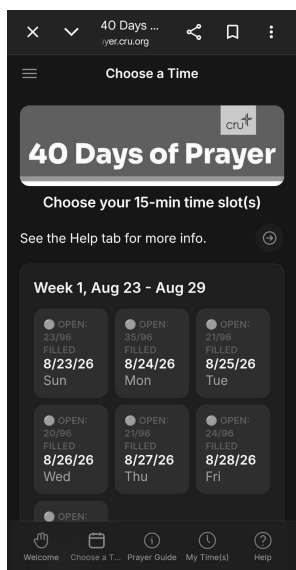 40 Days ...
ayer.cru.org
Choose a Time
cru
40 Days of Prayer
Choose your 15-min time slot(s)
See the Help tab for more info.
Week 1, Aug 23 - Aug 29
OPEN:
23/96
FILLED
8/23/26
Sun
OPEN:
35/96
FILLED
8/24/26
Mon
OPEN:
21/96
FILLED
8/25/26
Tue
OPEN:
20/96
FILLED
8/26/26
Wed
OPEN:
21/96
FILLED
8/27/26
Thu
OPEN:
24/96
FILLED
8/28/26
Fri
OPEN:
Welcome
Choose a T...
Prayer Guide
My Time(s)
Help